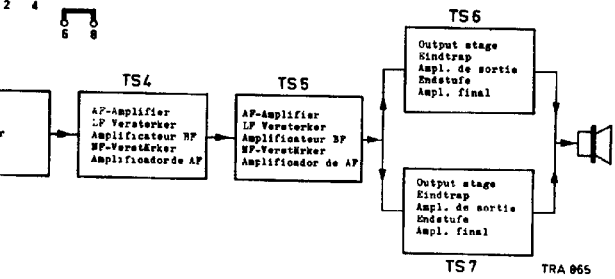 2 4
6 8
TS4
AF-Amplifier
LF Versterker
Amplificateur BF
NF-Verstärker
Amplificador de AF
TS5
AF-Amplifier
LF Versterker
Amplificateur BF
NF-Verstärker
Amplificador de AF
TS6
Output stage
Eindtrap
Ampl. de sortie
Endstufe
Ampl. final
Output stage
Eindtrap
Ampl. de sortie
Endstufe
Ampl. final
TS7
TRA 865